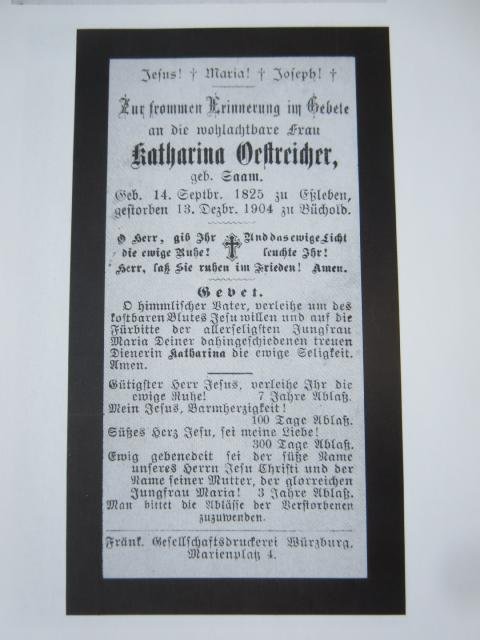 Jesus! † Maria! † Joseph! †
Zur frommen Erinnerung im Gebete
an die wohlachtbare Frau
Katharina Oestreicher,
geb. Saam.
Geb. 14. Septbr. 1825 zu Eßleben,
gestorben 13. Dezbr. 1904 zu Büchold.
O Herr, gib Ihr
die ewige Ruhe!
Und das ewige Licht
leuchte Ihr!
Herr, laß Sie ruhen im Frieden! Amen.
Gebet.
O himmlischer Vater, verleihe um des
kostbaren Blutes Jesu willen und auf die
Fürbitte der allerseligsten Jungfrau
Maria Deiner dahingeschiedenen treuen
Dienerin Katharina die ewige Seligkeit.
Amen.
Gütigster Herr Jesus, verleihe Ihr die
ewige Ruhe! 7 Jahre Ablaß.
Mein Jesus, Barmherzigkeit!
100 Tage Ablaß.
Süßes Herz Jesu, sei meine Liebe!
300 Tage Ablaß.
Ewig gebenedeit sei der süße Name
unseres Herrn Jesu Christi und der
Name seiner Mutter, der glorreichen
Jungfrau Maria! 3 Jahre Ablaß.
Man bittet die Ablässe der Verstorbenen
zuzuwenden.
Fränk. Gesellschaftsdruckerei Würzburg,
Marienplatz 4.